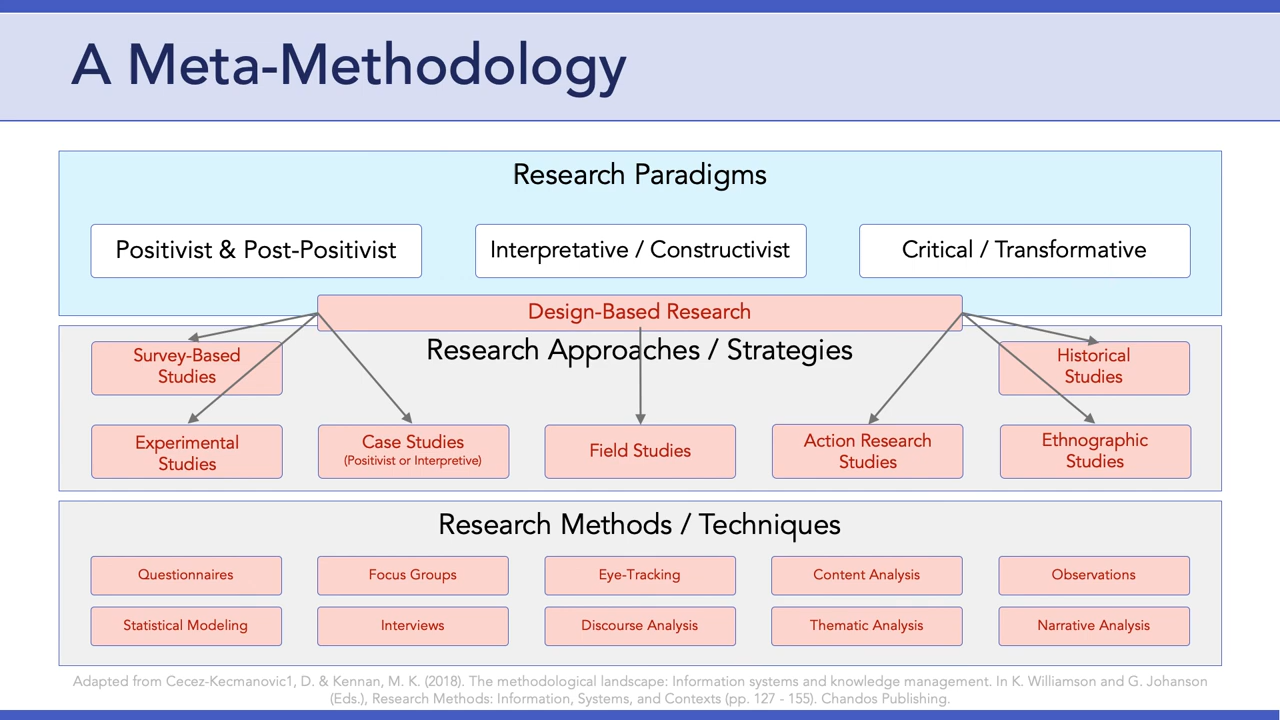 A Meta-Methodology
Research Paradigms
Positivist & Post-Positivist
Interpretative / Constructivist
Critical / Transformative
Design-Based Research
Research Approaches / Strategies
Survey-Based
Studies
Historical
Studies
Experimental
Studies
Case Studies
(Positivist or Interpretive)
Field Studies
Action Research
Studies
Ethnographic
Studies
Research Methods / Techniques
Questionnaires
Focus Groups
Eye-Tracking
Content Analysis
Observations
Statistical Modeling
Interviews
Discourse Analysis
Thematic Analysis
Narrative Analysis
Adapted from Cecez-Kecmanovic1, D. & Kennan, M. K. (2018). The methodological landscape: Information systems and knowledge management. In K. Williamson and G. Johanson
(Eds.), Research Methods: Information, Systems, and Contexts (pp. 127 - 155). Chandos Publishing.